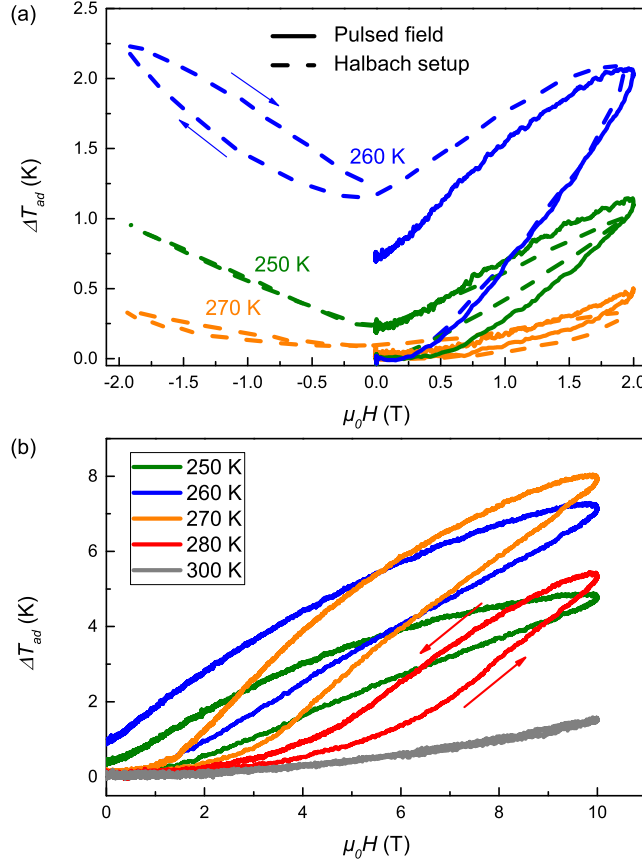 (a)
2.5
2.0
1.5
1.0
0.5
0.0
ΔT_ad (K)
Pulsed field
Halbach setup
260 K
250 K
270 K
-2.0 -1.5 -1.0 -0.5 0.0 0.5 1.0 1.5 2.0
μ₀H (T)
(b)
8
6
4
2
0
ΔT_ad (K)
250 K
260 K
270 K
280 K
300 K
0 2 4 6 8 10
μ₀H (T)